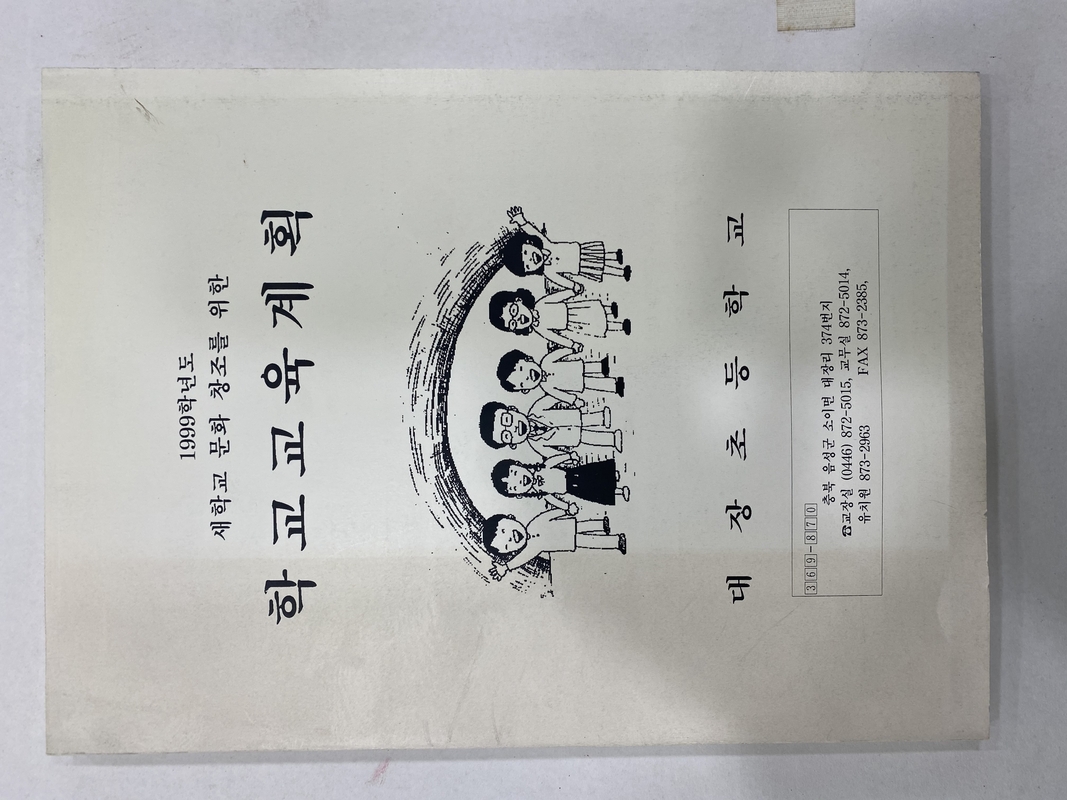 1999학년도
새학교 문화 창조를 위한
학교교육계획
대장초등학교
369-870
충북 음성군 소이면 대장리 374번지
☎교장실 (0446) 872-5015, 교무실 872-5014,
유치원 873-2963 FAX 873-2385,